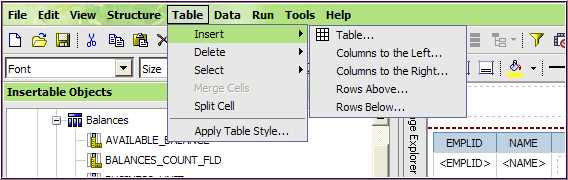 File Edit View Structure Table Data Run Tools Help
Insert
Table...
Delete
Columns to the Left...
Select
Columns to the Right...
Merge Cells
Rows Above...
Split Cell
Rows Below...
Apply Table Style...
Font Size
Insertable Objects
Balances
AVAILABLE_BALANCE
BALANCES_COUNT_FLD
Explorer
EMPLID NAME
<EMPLID> <NAME>